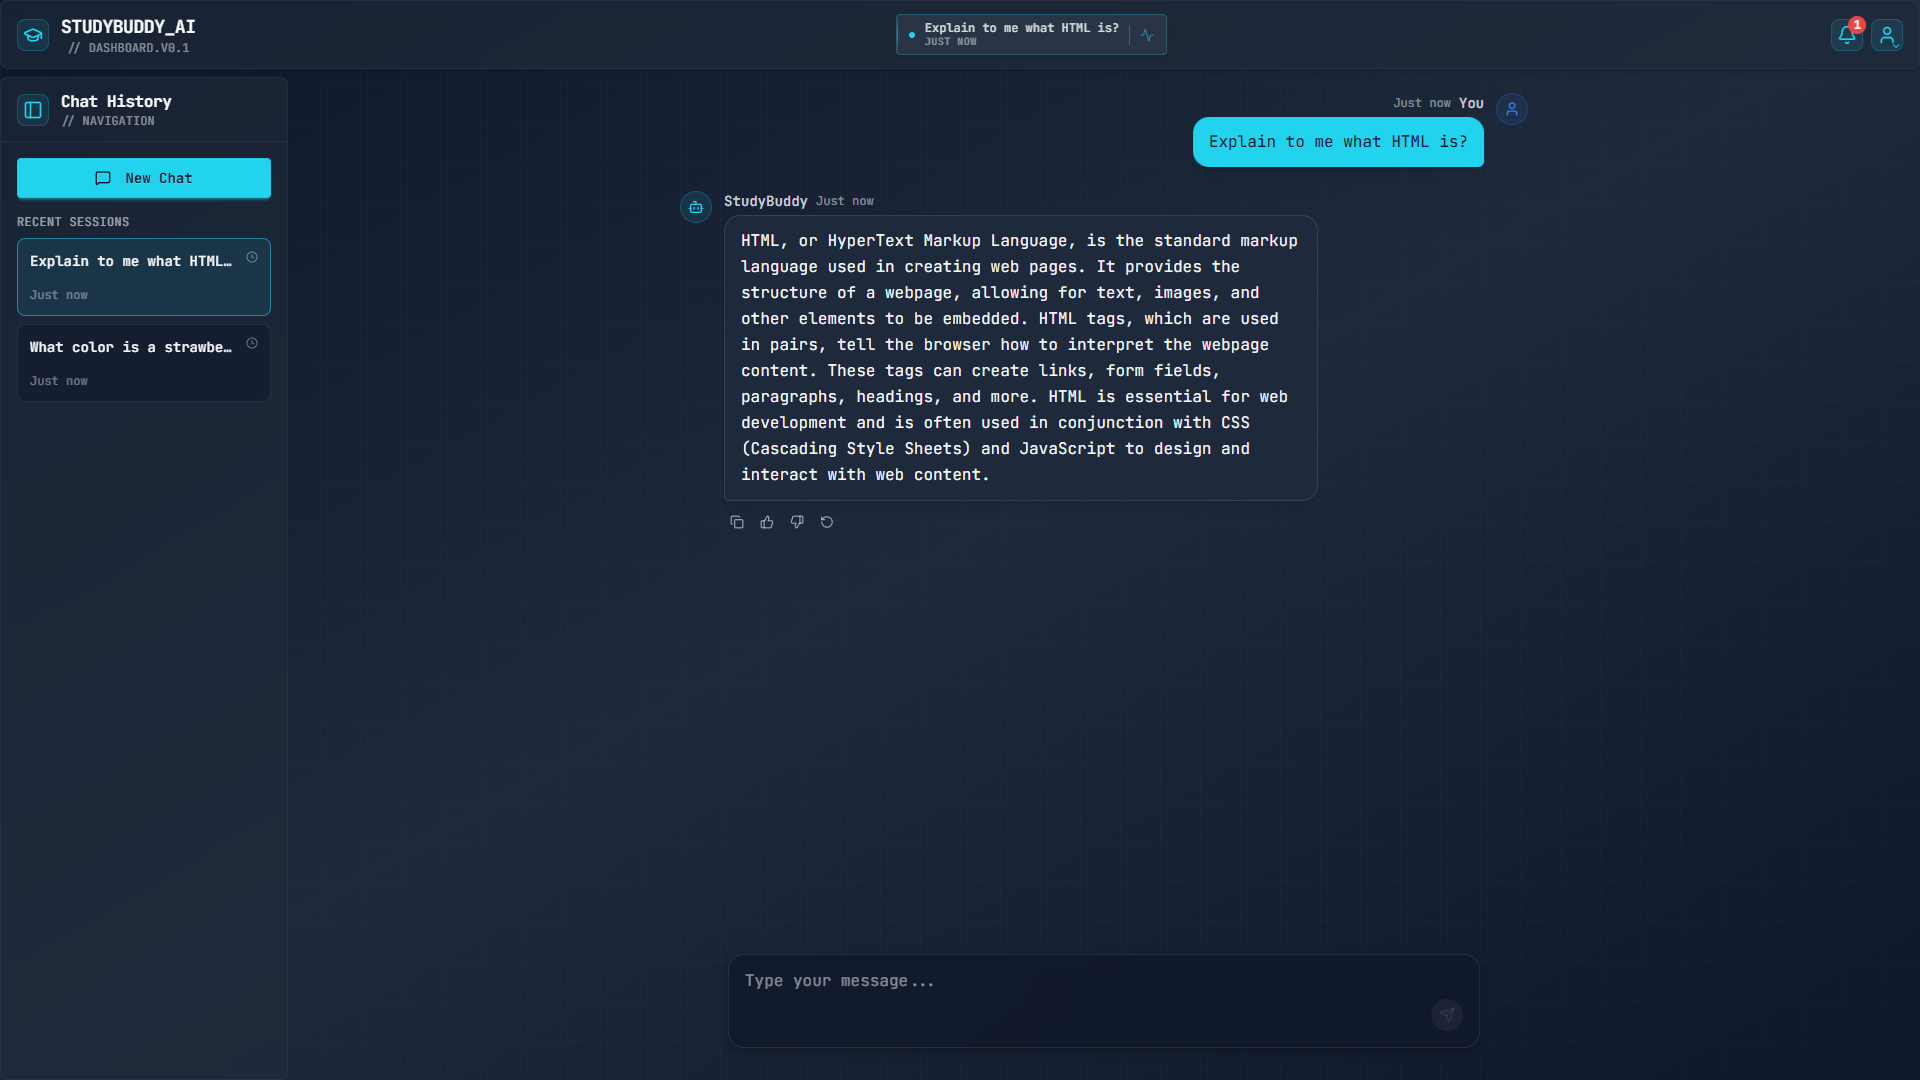 STUDYBUDDY_AI
// DASHBOARD.V0.1
Explain to me what HTML is?
JUST NOW
1
Chat History
// NAVIGATION
New Chat
RECENT SESSIONS
Explain to me what HTML…
Just now
What color is a strawbe…
Just now
Just now You
Explain to me what HTML is?
StudyBuddy Just now
HTML, or HyperText Markup Language, is the standard markup
language used in creating web pages. It provides the
structure of a webpage, allowing for text, images, and
other elements to be embedded. HTML tags, which are used
in pairs, tell the browser how to interpret the webpage
content. These tags can create links, form fields,
paragraphs, headings, and more. HTML is essential for web
development and is often used in conjunction with CSS
(Cascading Style Sheets) and JavaScript to design and
interact with web content.
Type your message...